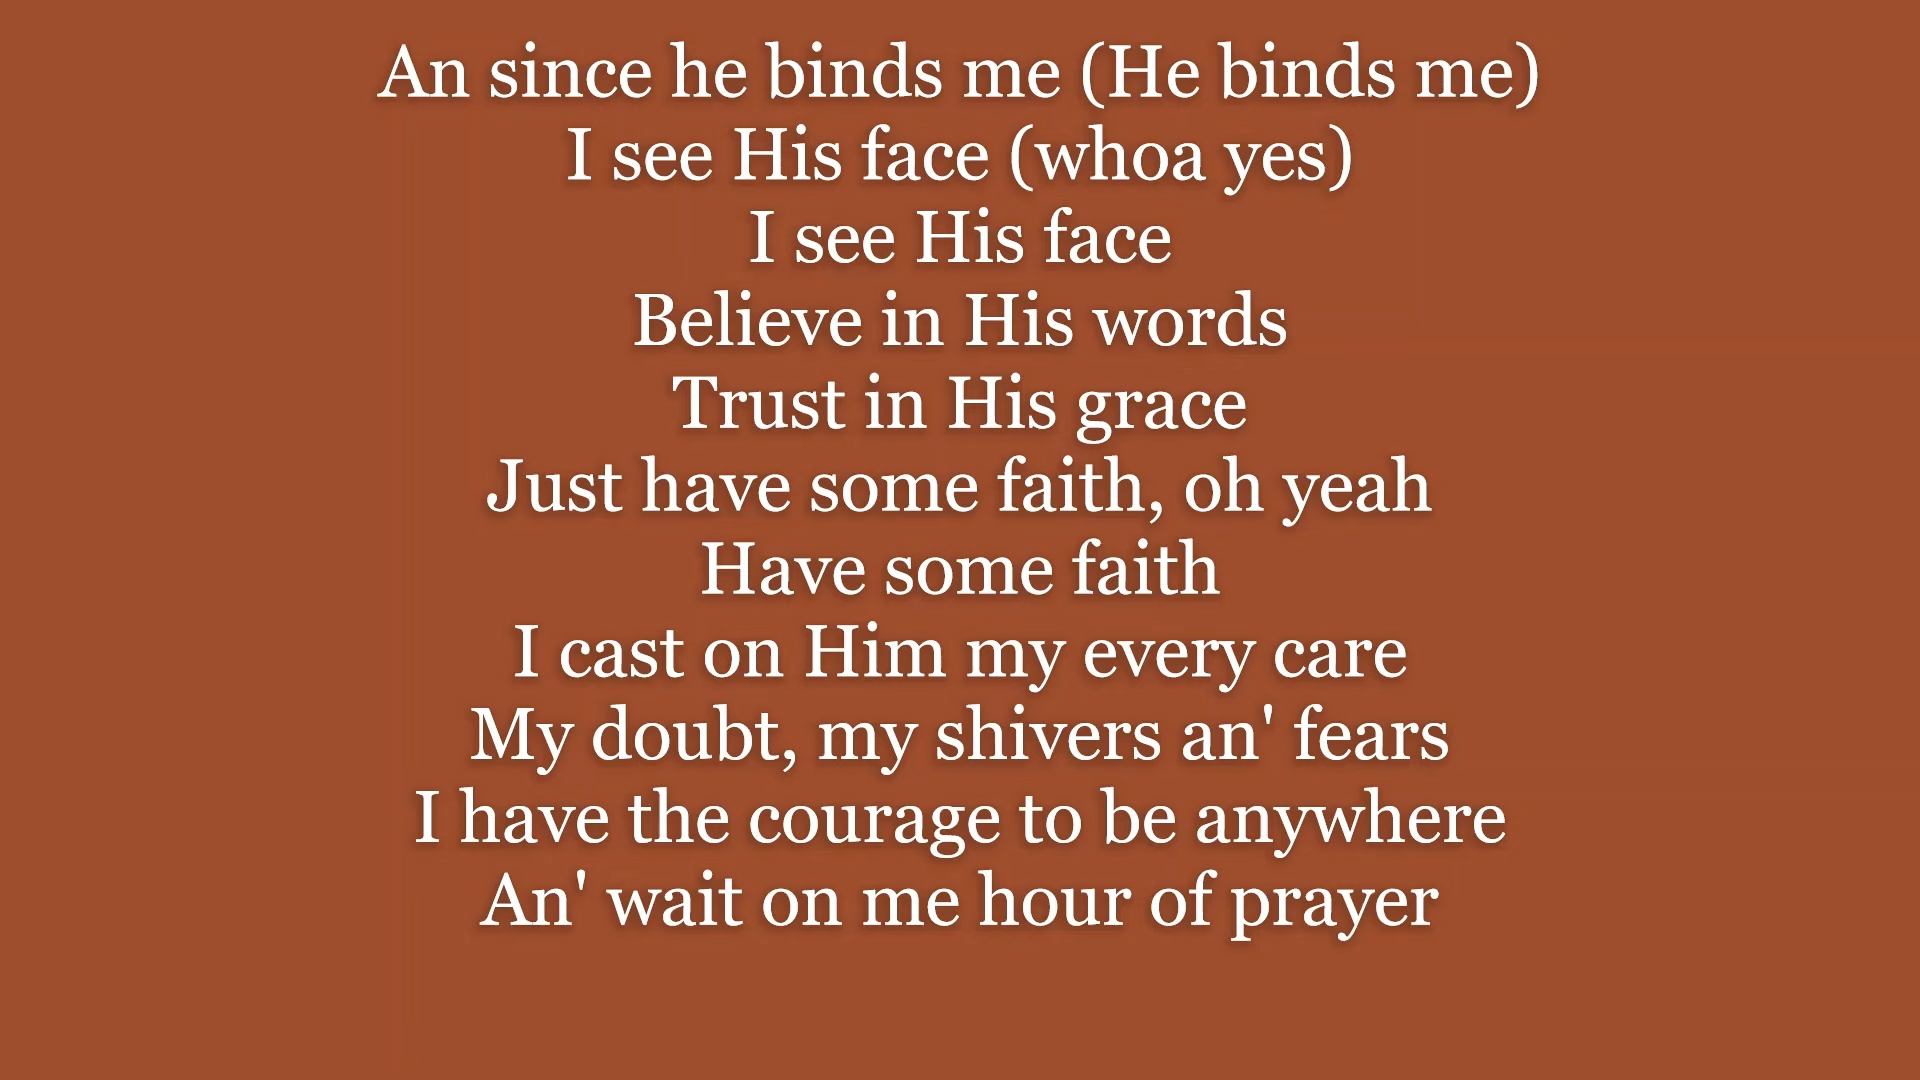 An since he binds me (He binds me)
I see His face (whoa yes)
I see His face
Believe in His words
Trust in His grace
Just have some faith, oh yeah
Have some faith
I cast on Him my every care
My doubt, my shivers an' fears
I have the courage to be anywhere
An' wait on me hour of prayer